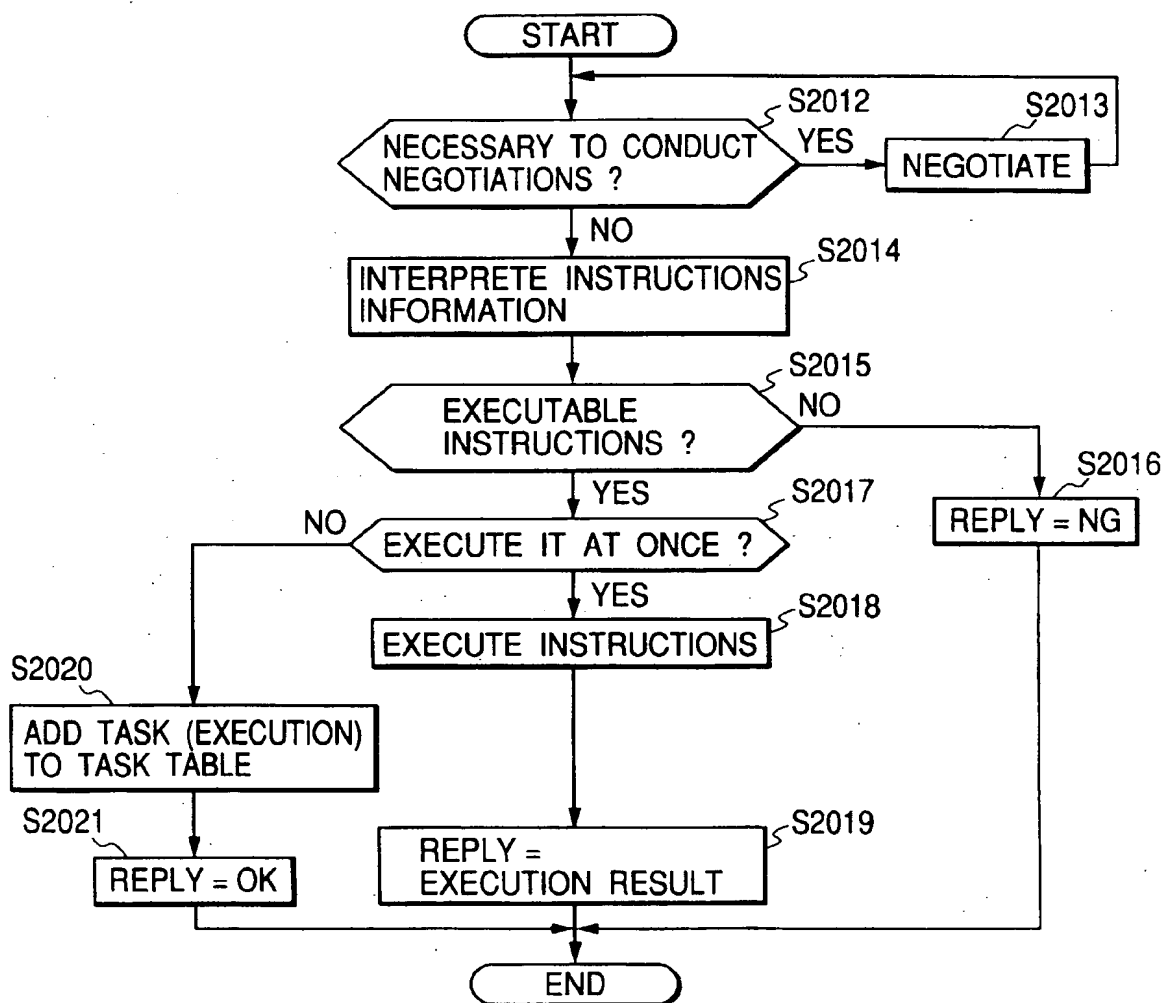 START
S2012
S2013
NECESSARY TO CONDUCT
NEGOTIATIONS ?
YES
NEGOTIATE
NO
S2014
INTERPRETE INSTRUCTIONS
INFORMATION
S2015
EXECUTABLE
INSTRUCTIONS ?
NO
YES
S2016
REPLY = NG
S2017
NO
EXECUTE IT AT ONCE ?
YES
S2018
EXECUTE INSTRUCTIONS
S2020
ADD TASK (EXECUTION)
TO TASK TABLE
S2021
REPLY = OK
S2019
REPLY =
EXECUTION RESULT
END